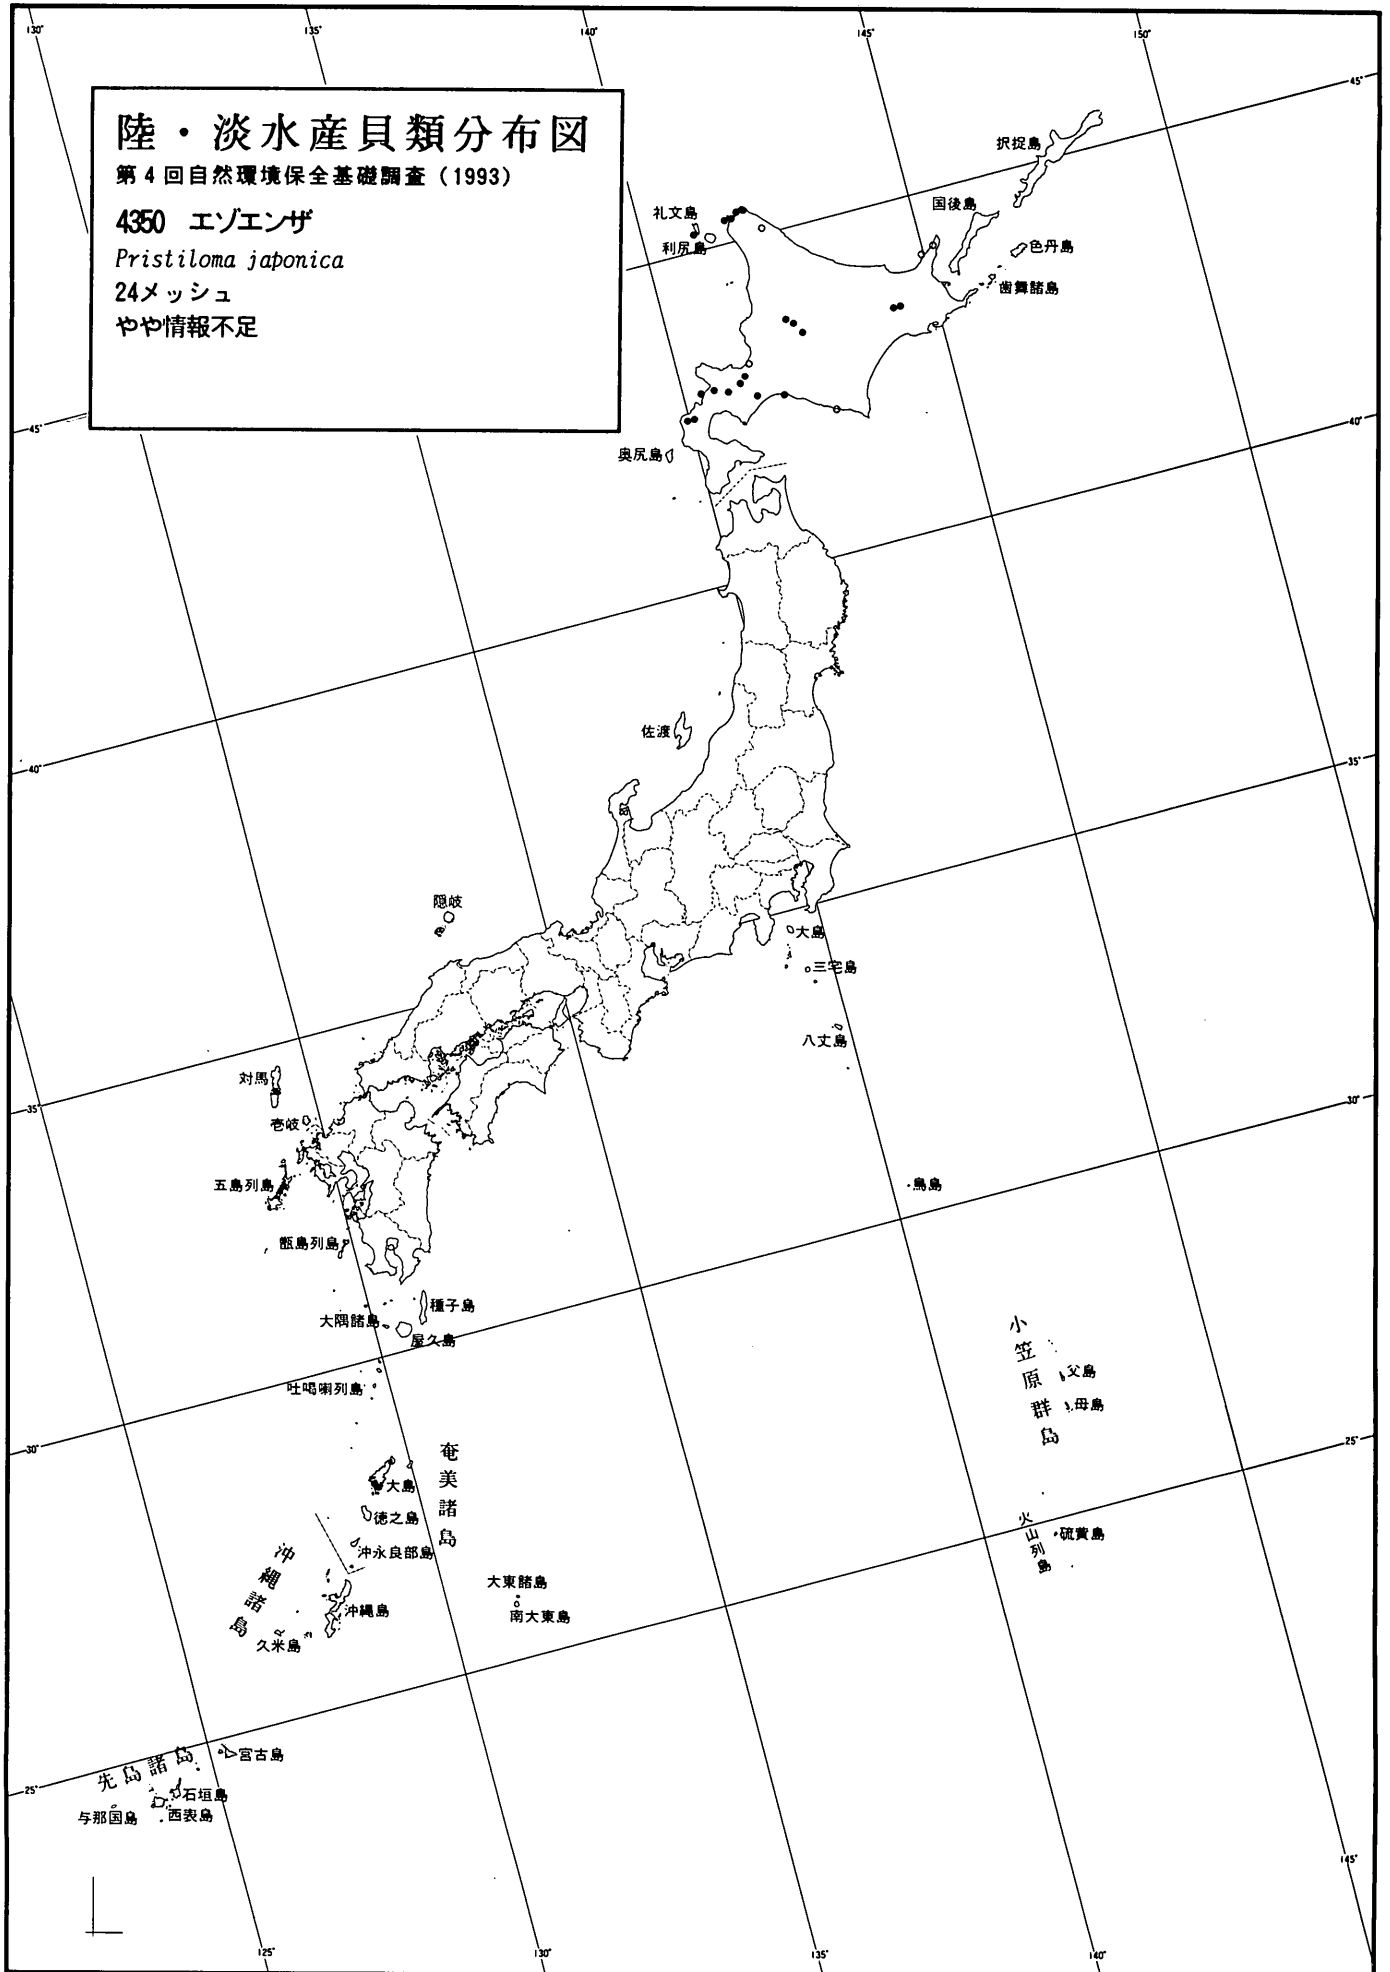 130°
135°
140°
145°
150°
陸・淡水産貝類分布図
第4回自然環境保全基礎調査（1993）
4350 エゾエンザ
Pristiloma japonica
24メッシュ
やや情報不足
45°
択捉島
国後島
色丹島
歯舞諸島
礼文島
利尻島
奥尻島
45°
40°
佐渡
40°
35°
隠岐
大島
三宅島
八丈島
対馬
壱岐
35°
30°
五島列島
鳥島
甑島列島
種子島
大隅諸島
屋久島
吐噶喇列島
小笠原群島
父島
母島
30°
25°
奄美諸島
大島
徳之島
沖永良部島
火山列島
硫黄島
沖縄諸島
沖縄島
久米島
大東諸島
南大東島
先島諸島
宮古島
石垣島
西表島
与那国島
25°
145°
125°
130°
135°
140°